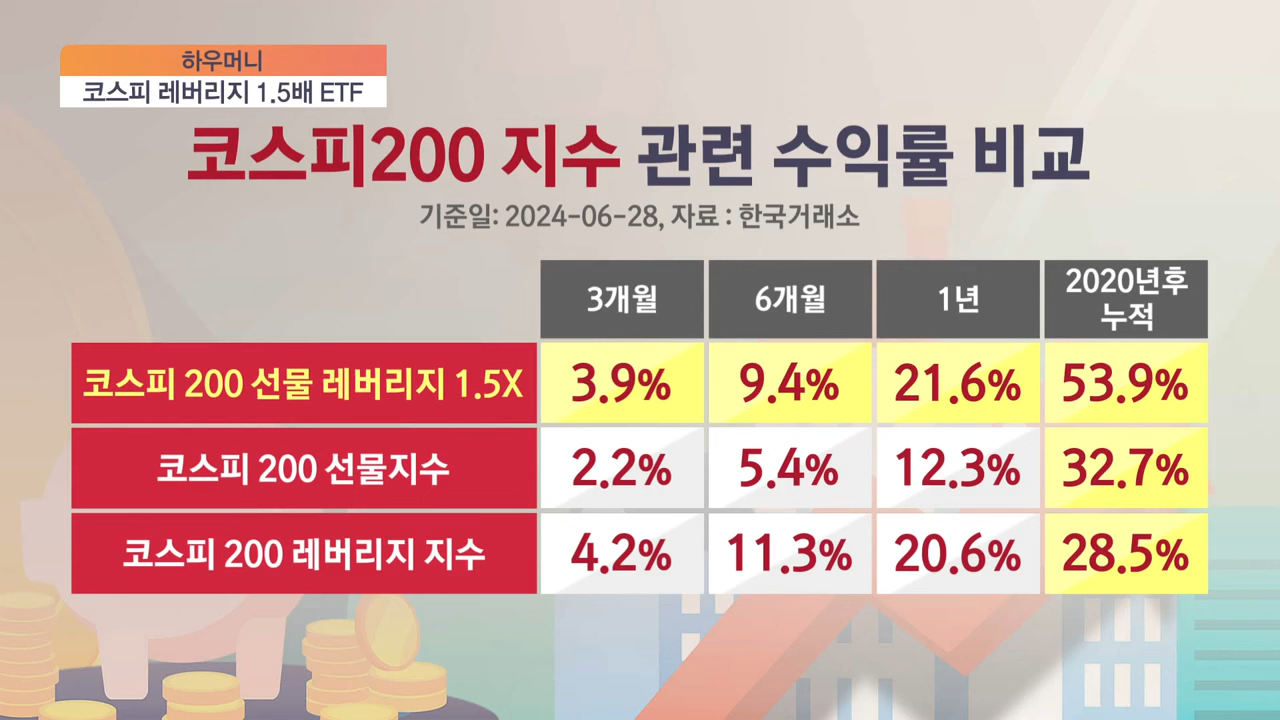 하우머니
코스피 레버리지 1.5배 ETF
코스피200 지수 관련 수익률 비교
기준일: 2024-06-28, 자료 : 한국거래소
3개월 6개월 1년 2020년후 누적
코스피 200 선물 레버리지 1.5X 3.9% 9.4% 21.6% 53.9%
코스피 200 선물지수 2.2% 5.4% 12.3% 32.7%
코스피 200 레버리지 지수 4.2% 11.3% 20.6% 28.5%